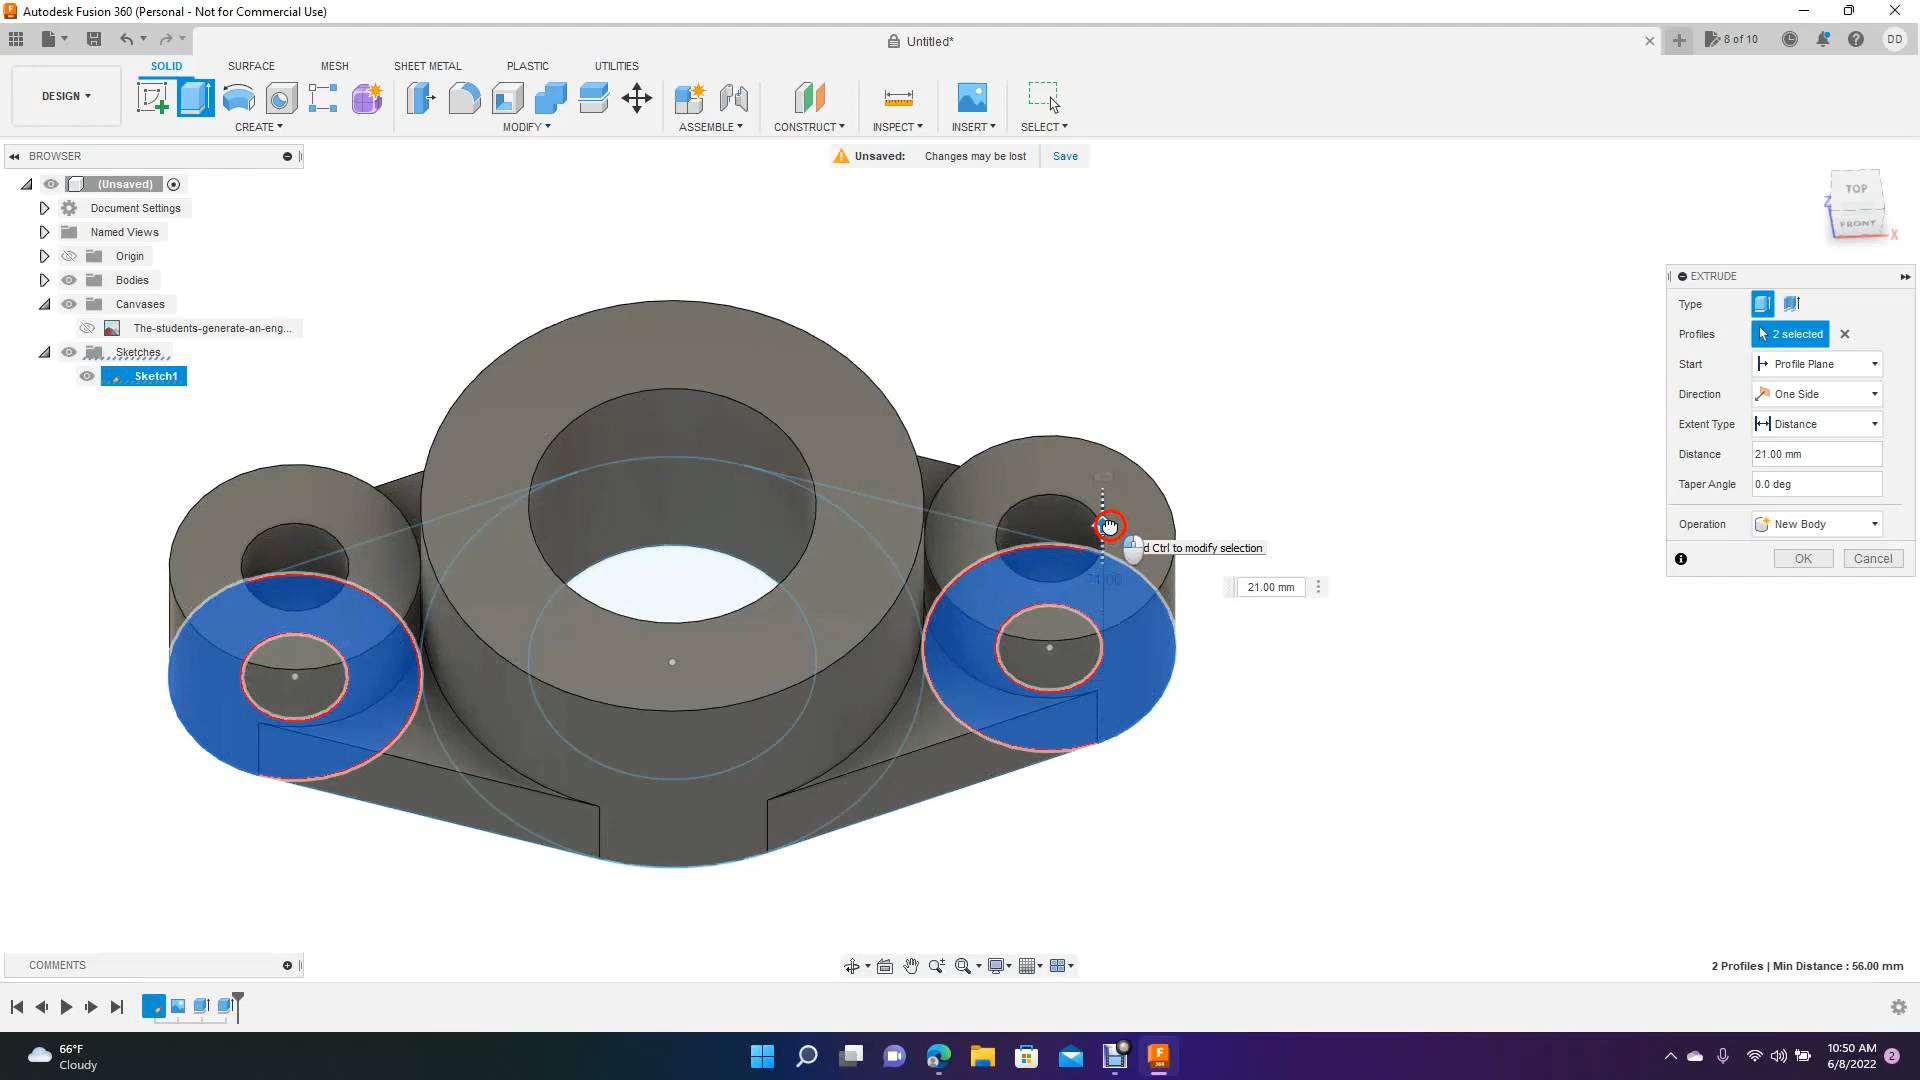 Autodesk Fusion 360 (Personal - Not for Commercial Use)
Untitled*
8 of 10
DD
SOLID SURFACE MESH SHEET METAL PLASTIC UTILITIES
DESIGN
CREATE MODIFY ASSEMBLE CONSTRUCT INSPECT INSERT SELECT
BROWSER
Unsaved: Changes may be lost Save
(Unsaved)
Document Settings
Named Views
Origin
Bodies
Canvases
The-students-generate-an-eng...
Sketches
Sketch1
TOP
FRONT
Z
X
EXTRUDE
Type
Profiles 2 selected
Start Profile Plane
Direction One Side
Extent Type Distance
Distance 21.00 mm
Taper Angle 0.0 deg
Operation New Body
OK Cancel
d Ctrl to modify selection
21.00
21.00 mm
COMMENTS
2 Profiles | Min Distance : 56.00 mm
66°F
Cloudy
F
360
10:50 AM
6/8/2022
2